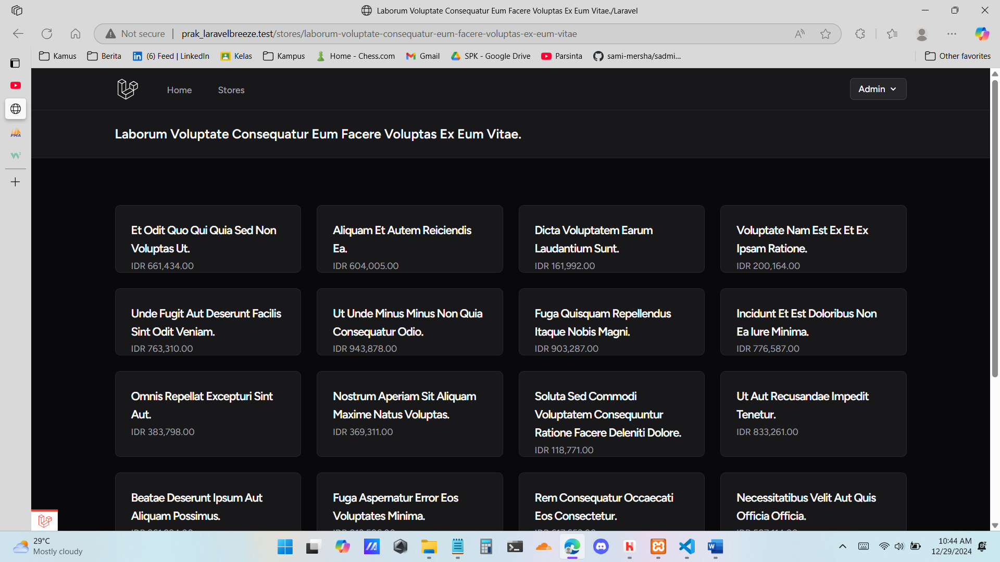 Laborum Voluptate Consequatur Eum Facere Voluptas Ex Eum Vitae./Laravel
Not secure
prak_laravelbreeze.test/stores/laborum-voluptate-consequatur-eum-facere-voluptas-ex-eum-vitae
Kamus
Berita
(6) Feed | LinkedIn
Kelas
Kampus
Home - Chess.com
Gmail
SPK - Google Drive
Parsinta
sami-mersha/sadmi...
Other favorites
Home
Stores
Admin
Laborum Voluptate Consequatur Eum Facere Voluptas Ex Eum Vitae.
Et Odit Quo Qui Quia Sed Non
Voluptas Ut.
IDR 661,434.00
Aliquam Et Autem Reiciendis
Ea.
IDR 604,005.00
Dicta Voluptatem Earum
Laudantium Sunt.
IDR 161,992.00
Voluptate Nam Est Ex Et Ex
Ipsam Ratione.
IDR 200,164.00
Unde Fugit Aut Deserunt Facilis
Sint Odit Veniam.
IDR 763,310.00
Ut Unde Minus Minus Non Quia
Consequatur Odio.
IDR 943,878.00
Fuga Quisquam Repellendus
Itaque Nobis Magni.
IDR 903,287.00
Incidunt Et Est Doloribus Non
Ea Iure Minima.
IDR 776,587.00
Omnis Repellat Excepturi Sint
Aut.
IDR 383,798.00
Nostrum Aperiam Sit Aliquam
Maxime Natus Voluptas.
IDR 369,311.00
Soluta Sed Commodi
Voluptatem Consequuntur
Ratione Facere Deleniti Dolore.
IDR 118,771.00
Ut Aut Recusandae Impedit
Tenetur.
IDR 833,261.00
Beatae Deserunt Ipsum Aut
Aliquam Possimus.
Fuga Aspernatur Error Eos
Voluptates Minima.
Rem Consequatur Occaecati
Eos Consectetur.
Necessitatibus Velit Aut Quis
Officia Officia.
29°C
Mostly cloudy
10:44 AM
12/29/2024